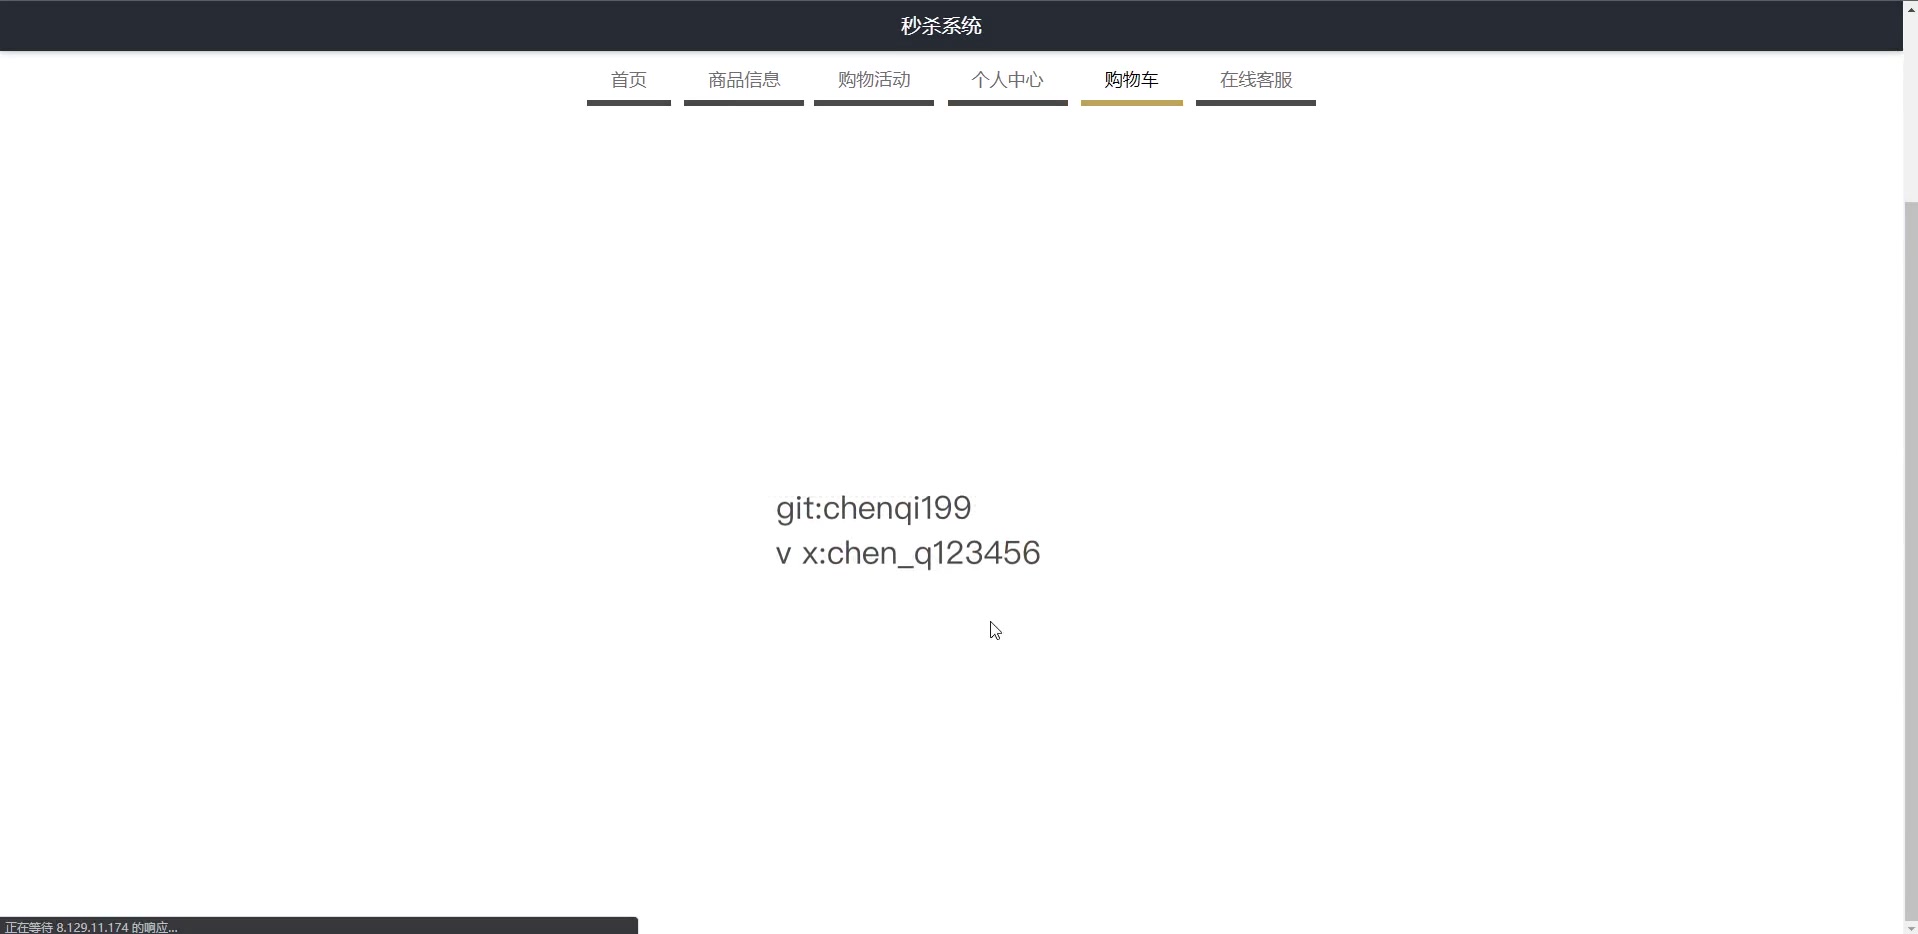 秒杀系统
首页 商品信息 购物活动 个人中心 购物车 在线客服
git:chenqi199
v x:chen_q123456
正在等待 8.129.11.174 的响应...